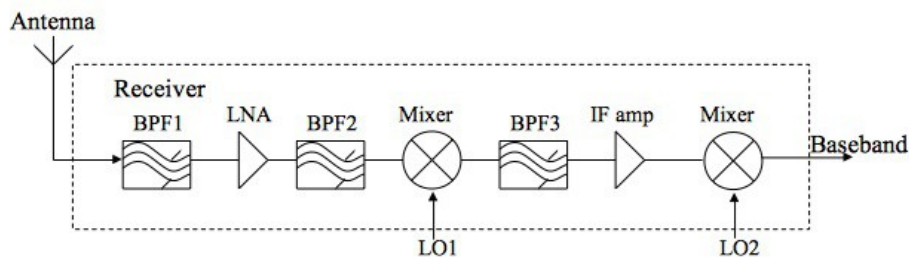 Antenna
Receiver
BPF1
LNA
BPF2
Mixer
BPF3
IF amp
Mixer
Baseband
LO1
LO2